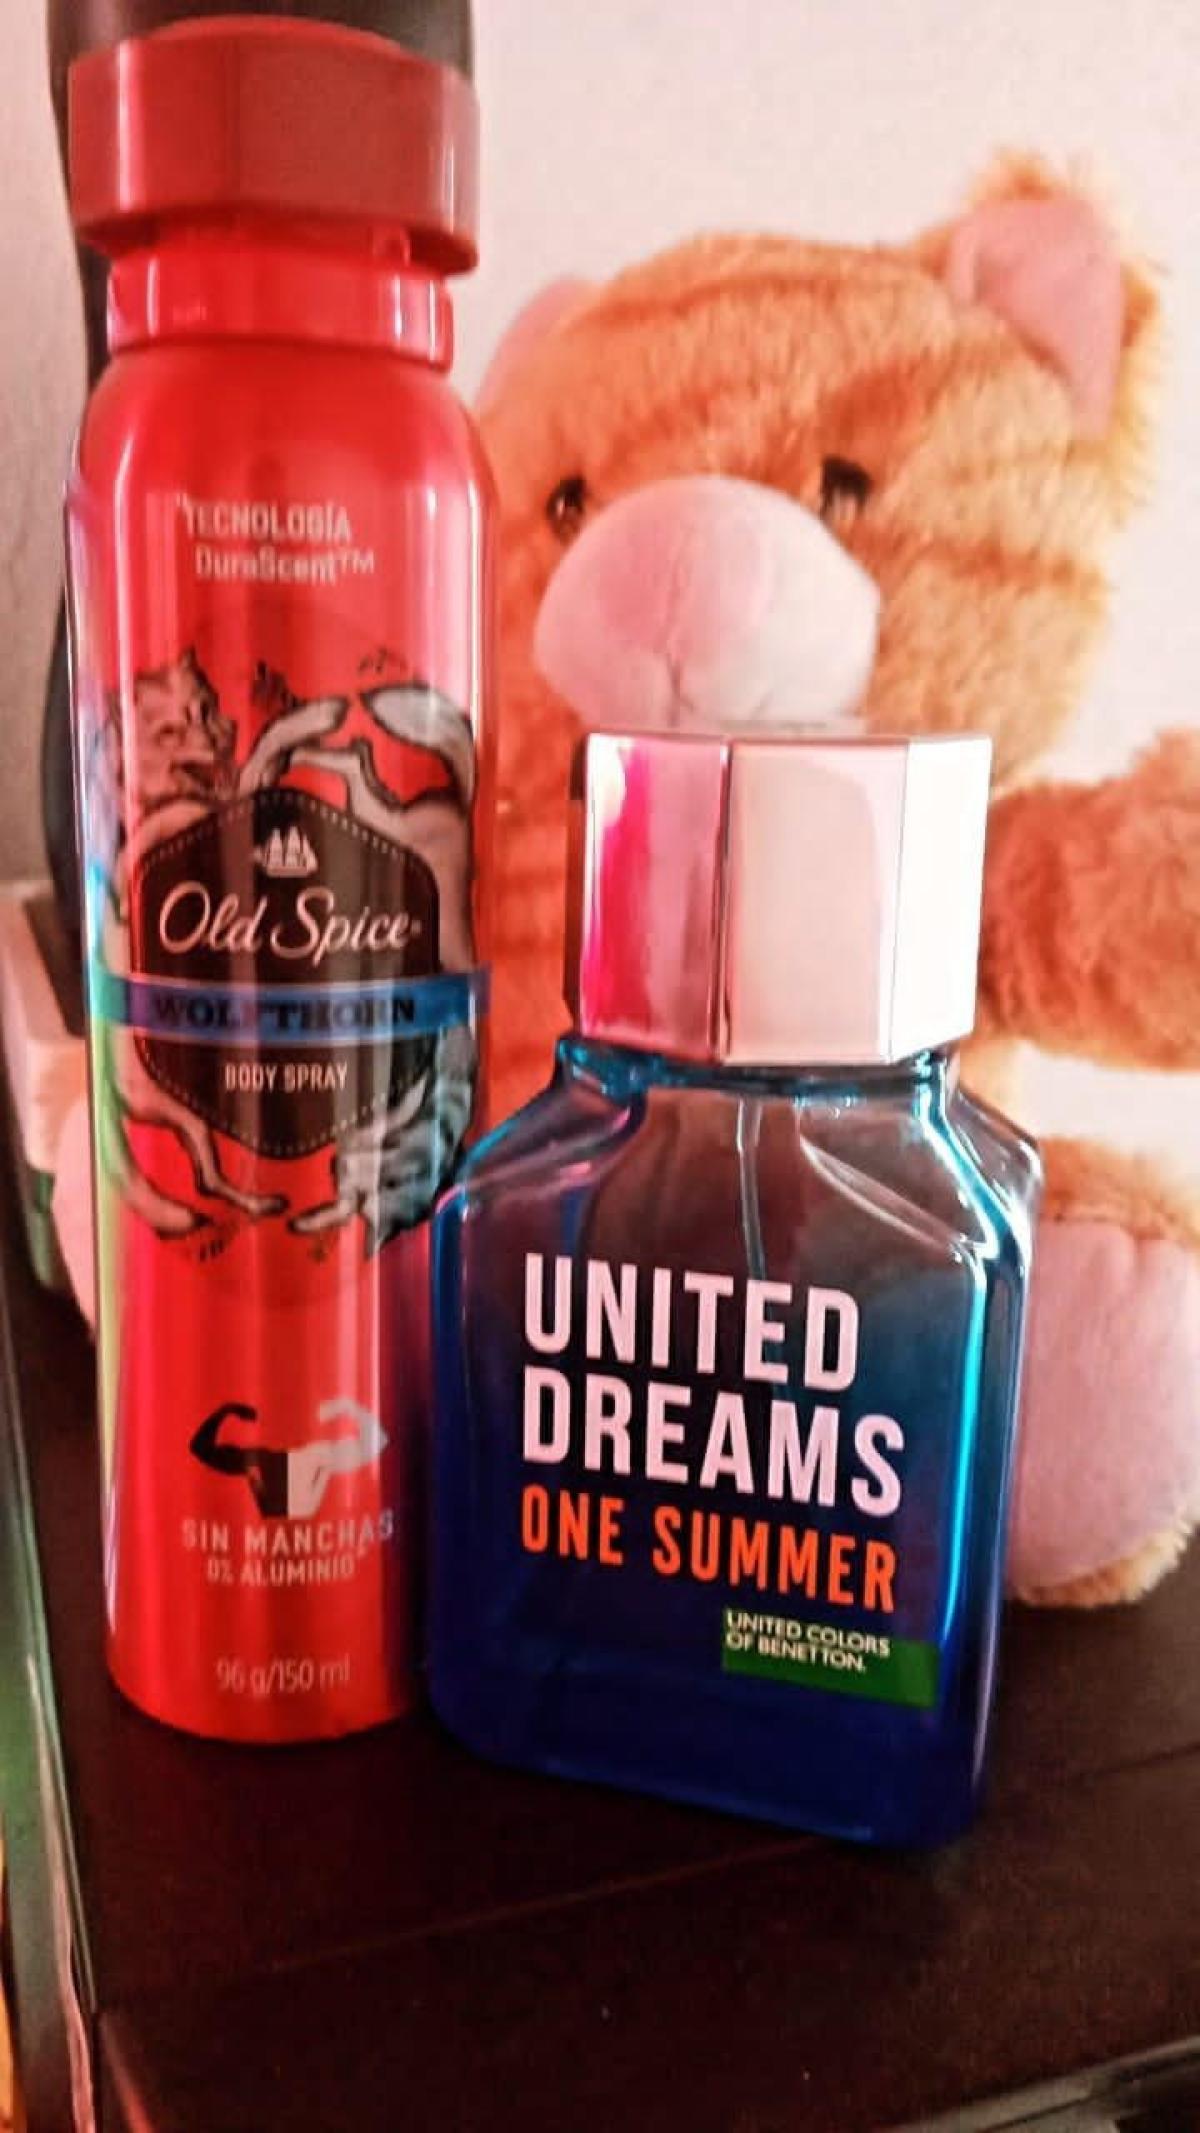 TECNOLOGÍA
DuraScent™
Old Spice
WOLFTHORN
BODY SPRAY
SIN MANCHAS
0% ALUMINIO
96 g/150 ml
UNITED
DREAMS
ONE SUMMER
UNITED COLORS
OF BENETTON.